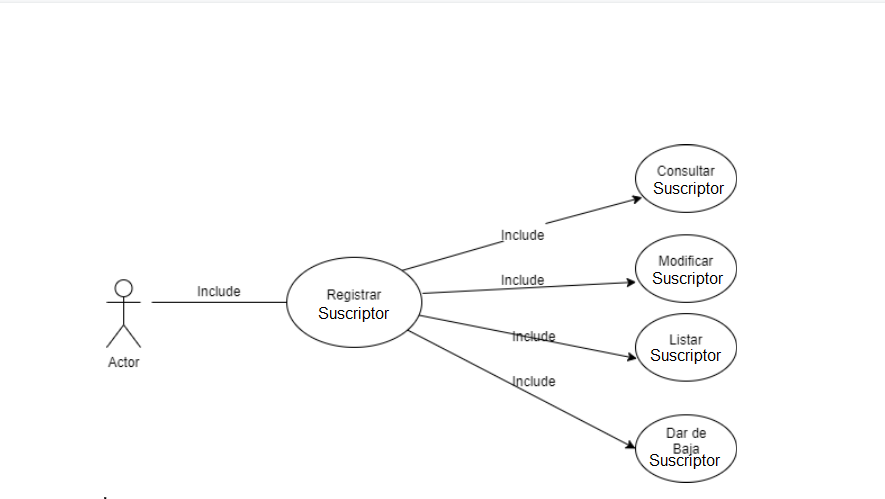 Consultar
Suscriptor
Include
Modificar
Suscriptor
Include
Include
Registrar
Suscriptor
Actor
Include
Listar
Suscriptor
Include
Dar de
Baja
Suscriptor